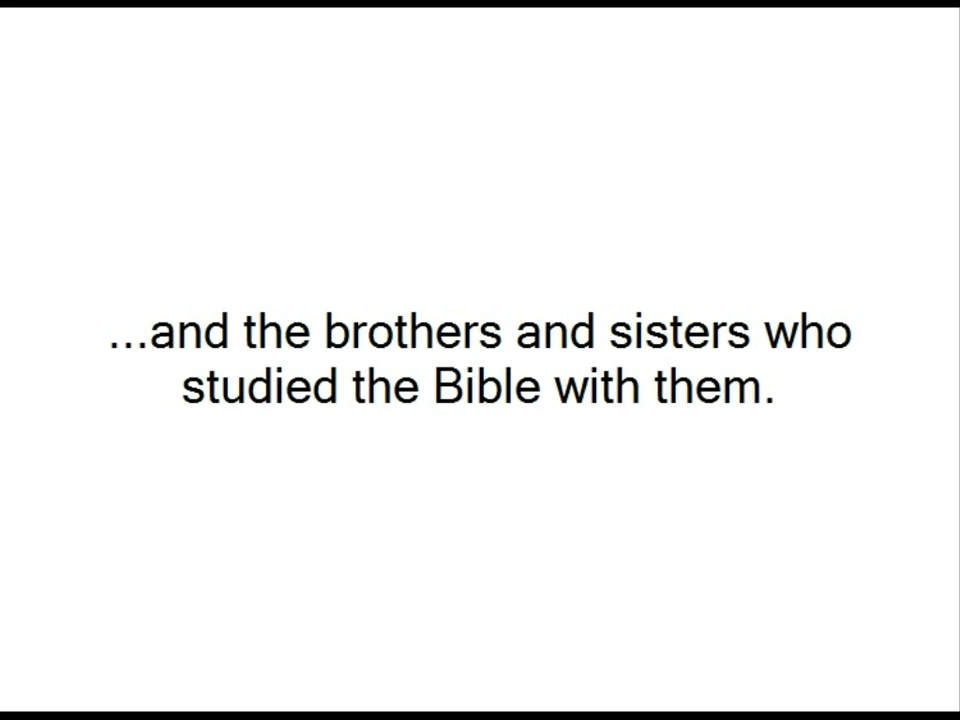 ...and the brothers and sisters who
studied the Bible with them.